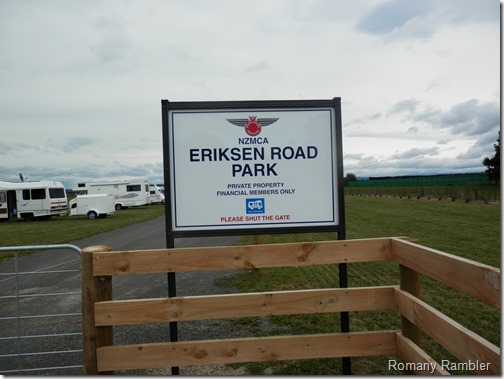 NZMCA
ERIKSEN ROAD
PARK
PRIVATE PROPERTY
FINANCIAL MEMBERS ONLY
PLEASE SHUT THE GATE
Romany Rambler